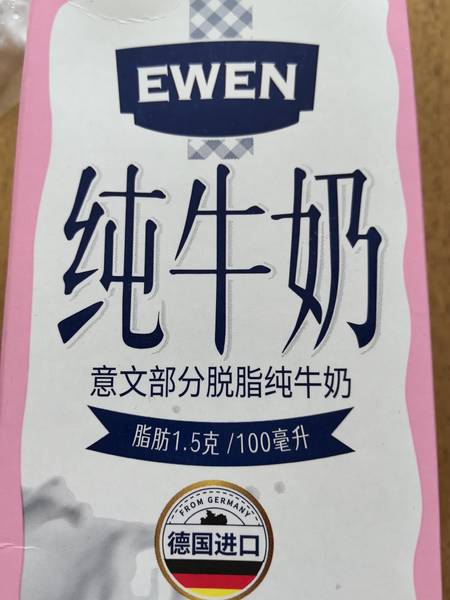 EWEN
纯牛奶
意文部分脱脂纯牛奶
脂肪1.5克 /100毫升
FROM GERMANY
德国进口